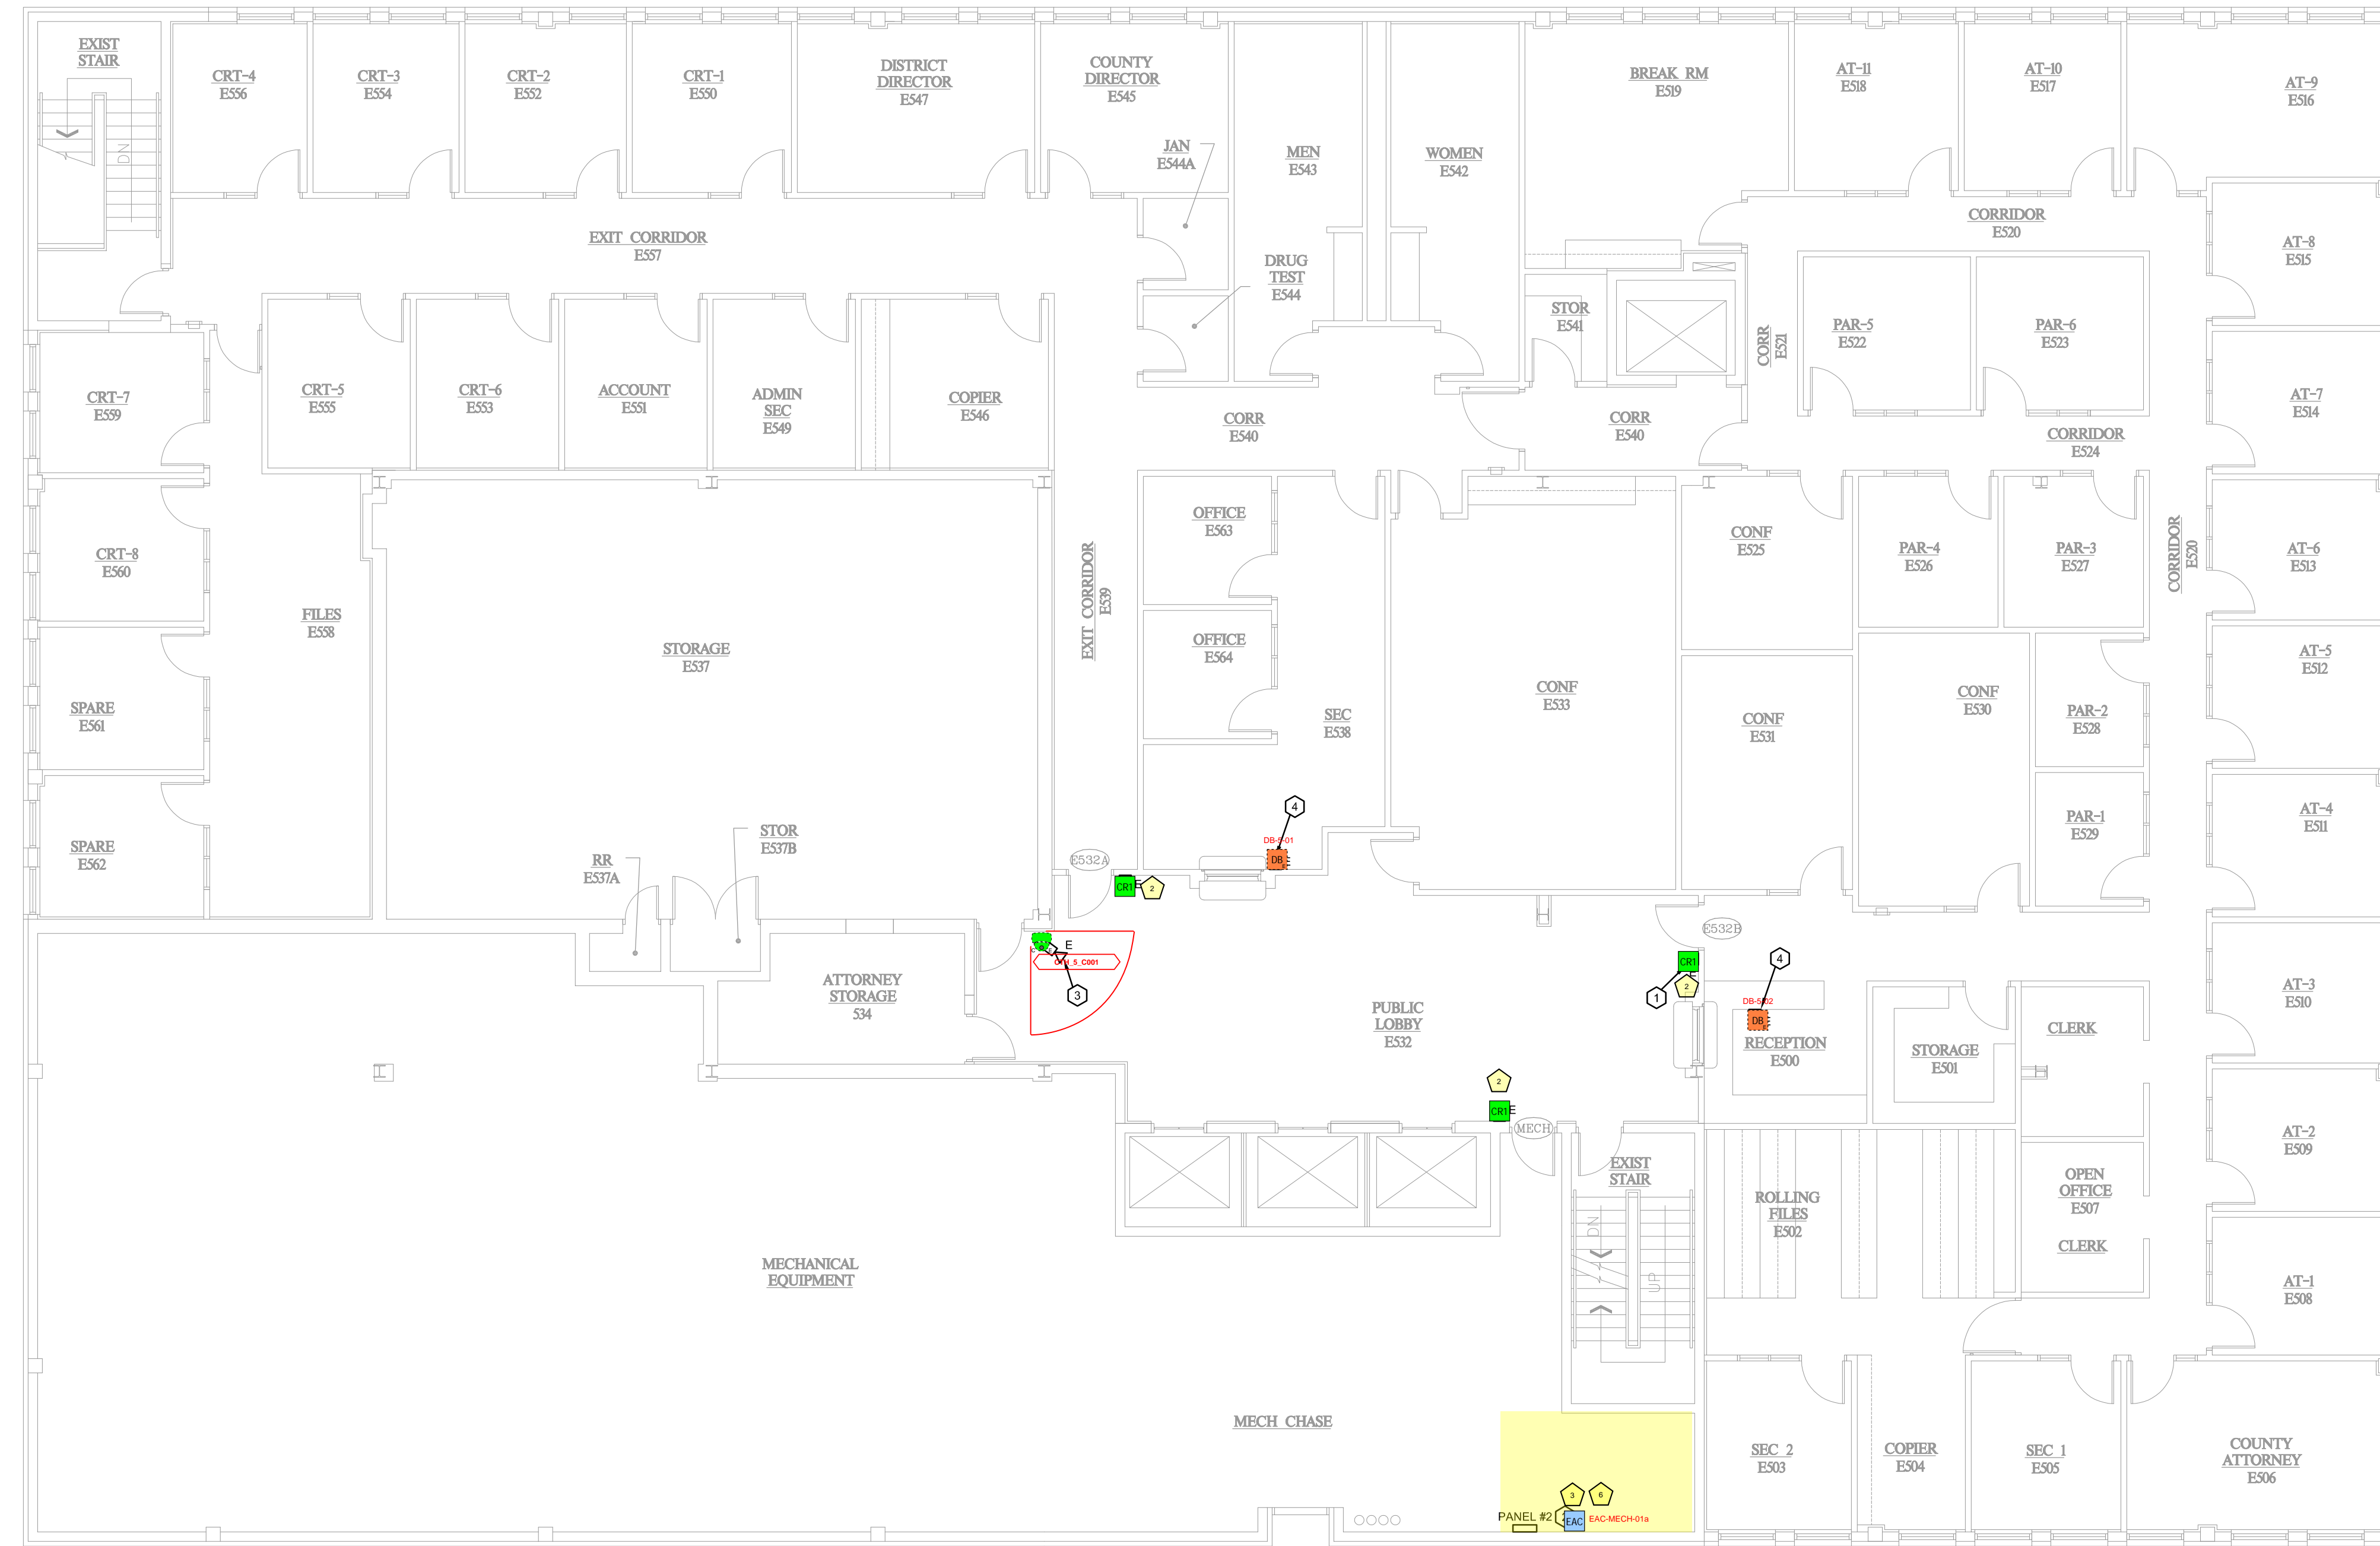 EXIST
STAIR
DN
CRT-4
E556
CRT-3
E554
CRT-2
E552
CRT-1
E550
DISTRICT
DIRECTOR
E547
COUNTY
DIRECTOR
E545
JAN
E544A
MEN
E543
WOMEN
E542
BREAK RM
E519
AT-11
E518
AT-10
E517
AT-9
E516
EXIT CORRIDOR
E557
DRUG
TEST
E544
STOR
E541
CORRIDOR
E520
AT-8
E515
CORR
E521
PAR-5
E522
PAR-6
E523
CRT-7
E559
CRT-5
E555
CRT-6
E553
ACCOUNT
E551
ADMIN
SEC
E549
COPIER
E546
CORR
E540
CORR
E540
CORRIDOR
E524
AT-7
E514
CRT-8
E560
FILES
E558
STORAGE
E537
EXIT CORRIDOR
E539
OFFICE
E563
OFFICE
E564
SEC
E538
CONF
E533
CONF
E525
PAR-4
E526
PAR-3
E527
CORRIDOR
E520
AT-6
E513
AT-5
E512
SPARE
E561
CONF
E531
CONF
E530
PAR-2
E528
PAR-1
E529
AT-4
E511
SPARE
E562
RR
E537A
STOR
E537B
E532A
CR1
E
2
4
DB-5-01
DB
E
E
CTH_5_C001
3
ATTORNEY
STORAGE
534
PUBLIC
LOBBY
E532
E532B
CR1
E
1
2
4
DB-5-02
DB
E
RECEPTION
E500
STORAGE
E501
CLERK
AT-3
E510
2
CR1
E
MECH
EXIST
STAIR
DN
UP
ROLLING
FILES
E502
OPEN
OFFICE
E507
CLERK
AT-2
E509
AT-1
E508
MECHANICAL
EQUIPMENT
MECH CHASE
SEC 2
E503
COPIER
E504
SEC 1
E505
COUNTY
ATTORNEY
E506
3
6
PANEL #2
EAC
EAC-MECH-01a